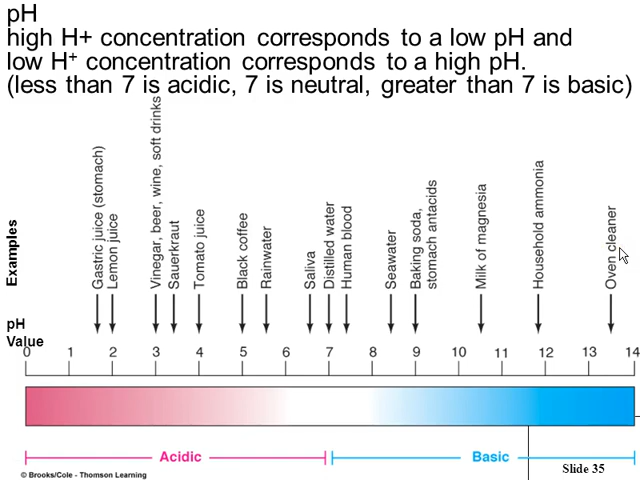 pH
high H+ concentration corresponds to a low pH and
low H⁺ concentration corresponds to a high pH.
(less than 7 is acidic, 7 is neutral, greater than 7 is basic)
Examples
Gastric juice (stomach)
Lemon juice
Vinegar, beer, wine, soft drinks
Sauerkraut
Tomato juice
Black coffee
Rainwater
Saliva
Distilled water
Human blood
Seawater
Baking soda,
stomach antacids
Milk of magnesia
Household ammonia
Oven cleaner
pH
Value
0 1 2 3 4 5 6 7 8 9 10 11 12 13 14
Acidic
Basic
© Brooks/Cole - Thomson Learning
Slide 35